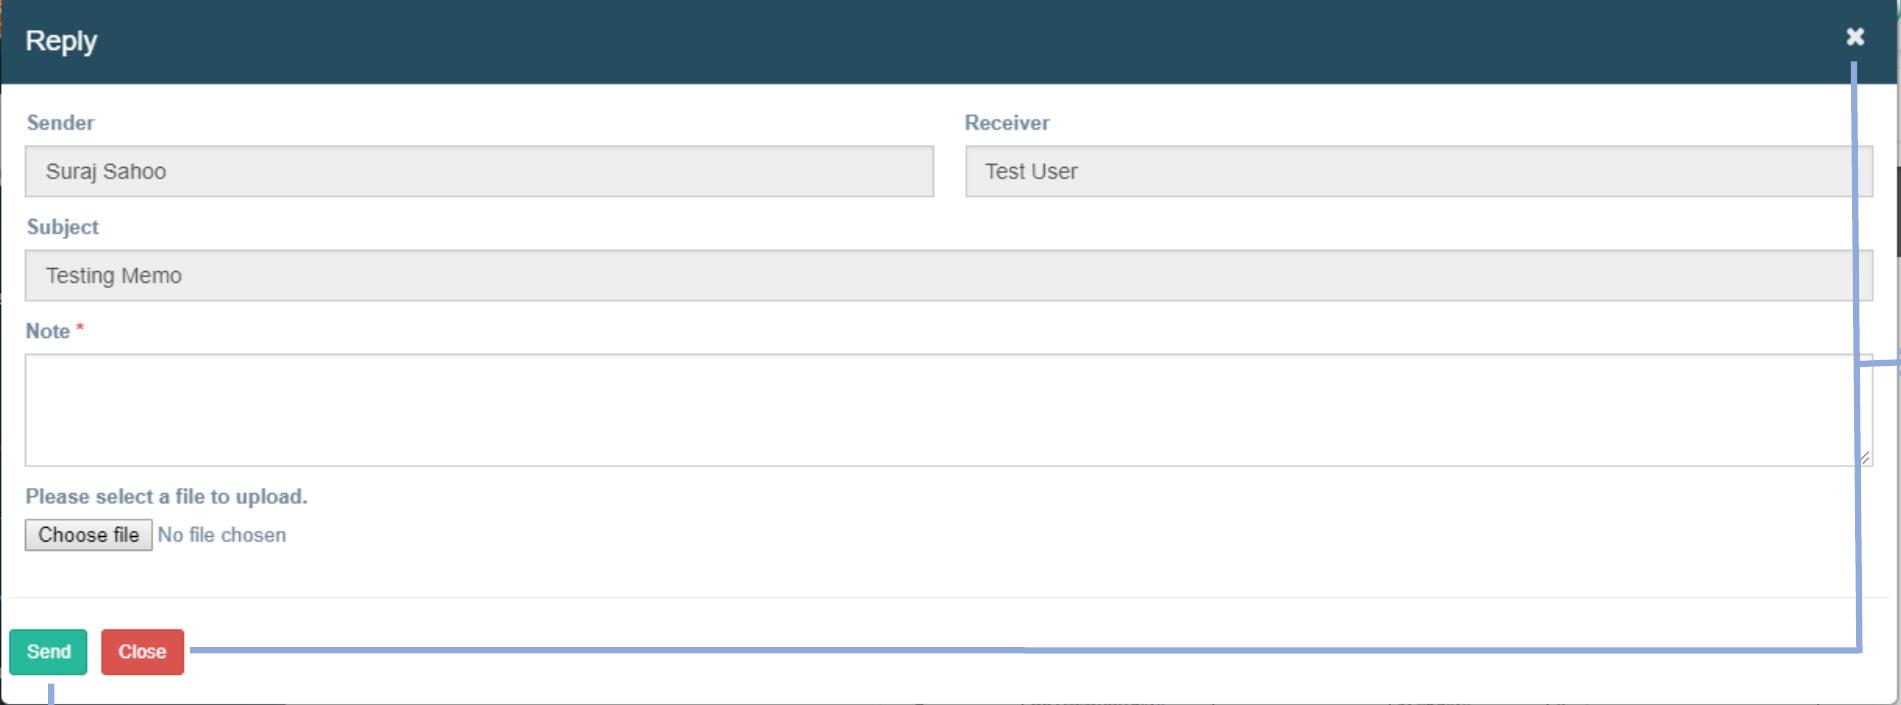 Reply
Sender Receiver
Suraj Sahoo Test User
Subject
Testing Memo
Note *
Please select a file to upload.
Choose file No file chosen
Send Close